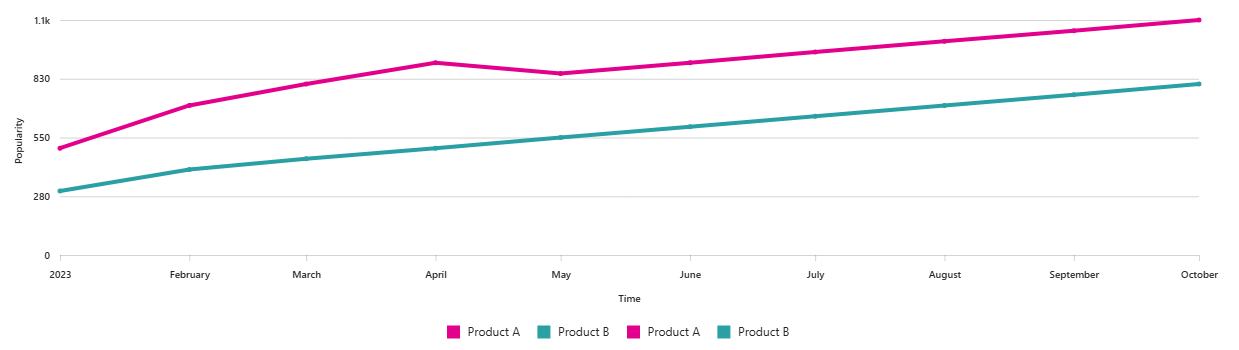 1.1k
830
550
280
0
Popularity
2023 February March April May June July August September October
Time
Product A Product B Product A Product B